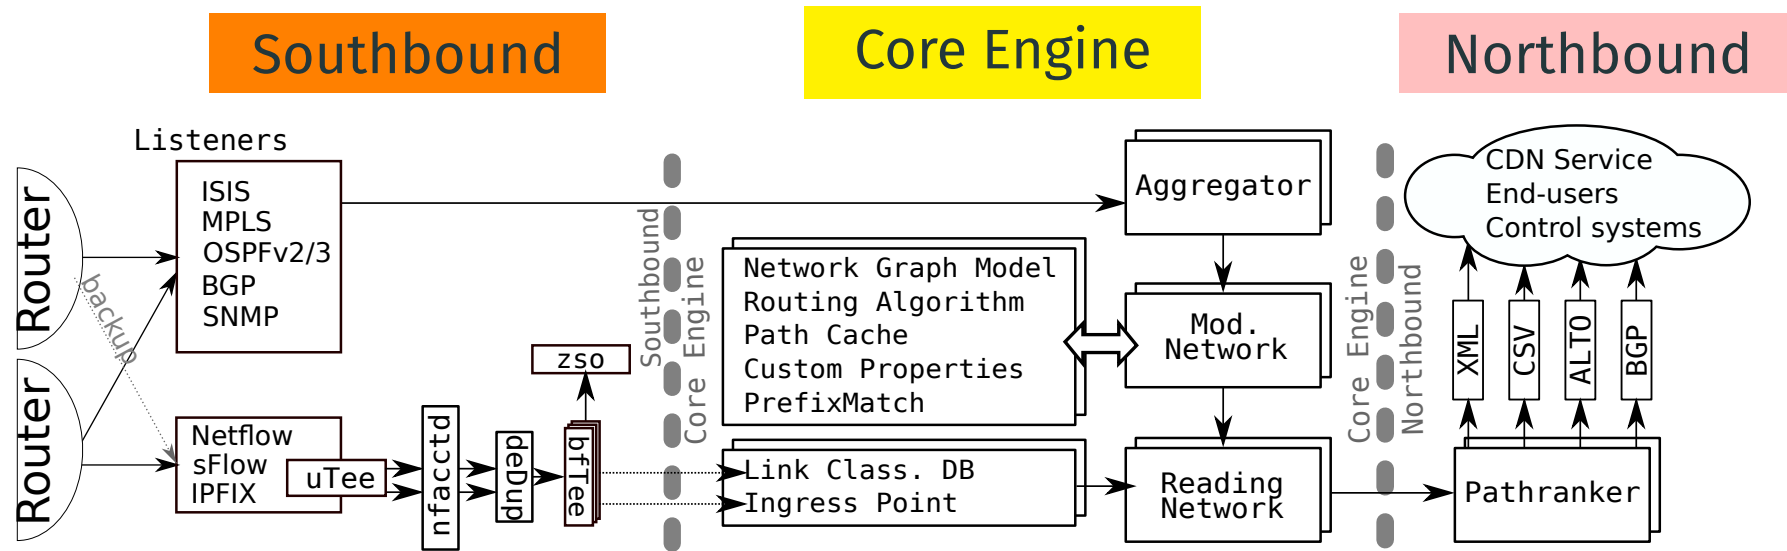 Southbound
Core Engine
Northbound
Listeners
Router
Router
backup
ISIS
MPLS
OSPFv2/3
BGP
SNMP
Netflow
sFlow
IPFIX
uTee
nfacctd
deDup
bfTee
zso
Southbound
Core Engine
Aggregator
Network Graph Model
Routing Algorithm
Path Cache
Custom Properties
PrefixMatch
Mod.
Network
Link Class. DB
Ingress Point
Reading
Network
Core Engine
Northbound
CDN Service
End-users
Control systems
XML
CSV
ALTO
BGP
Pathranker